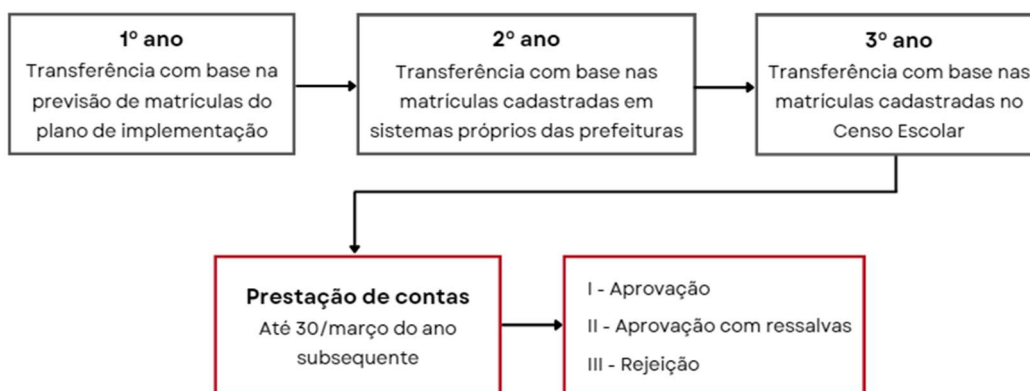 1º ano
Transferência com base na
previsão de matrículas do
plano de implementação
2º ano
Transferência com base nas
matrículas cadastradas em
sistemas próprios das prefeituras
3º ano
Transferência com base nas
matrículas cadastradas no
Censo Escolar
Prestação de contas
Até 30/março do ano
subsequente
I - Aprovação
II - Aprovação com ressalvas
III - Rejeição